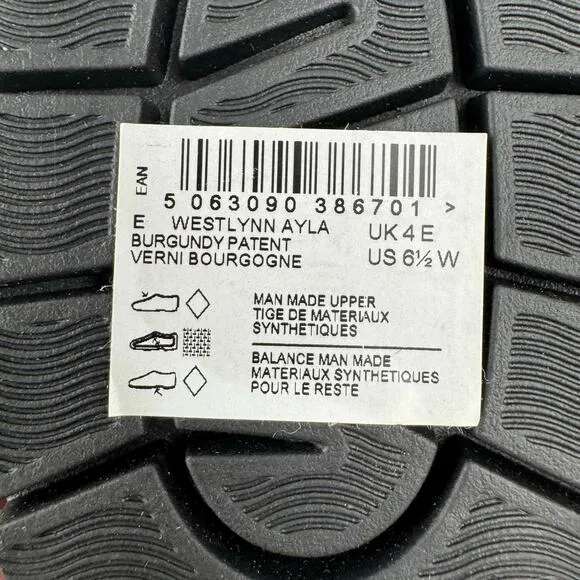 EAN
5 063090 386701 >
E WESTLYNN AYLA UK 4 E
BURGUNDY PATENT
VERNI BOURGOGNE US 6½ W
MAN MADE UPPER
TIGE DE MATERIAUX
SYNTHETIQUES
BALANCE MAN MADE
MATERIAUX SYNTHETIQUES
POUR LE RESTE